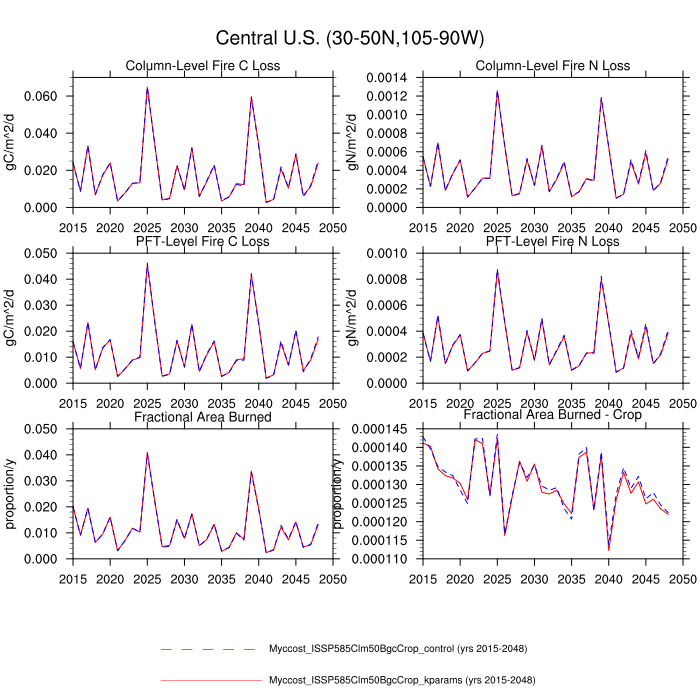 Central U.S. (30-50N,105-90W)
Column-Level Fire C Loss
Column-Level Fire N Loss
gC/m^2/d
0.060
0.040
0.020
0.000
2015 2020 2025 2030 2035 2040 2045 2050
gN/m^2/d
0.0014
0.0012
0.0010
0.0008
0.0006
0.0004
0.0002
0.0000
2015 2020 2025 2030 2035 2040 2045 2050
PFT-Level Fire C Loss
PFT-Level Fire N Loss
gC/m^2/d
0.050
0.040
0.030
0.020
0.010
0.000
2015 2020 2025 2030 2035 2040 2045 2050
gN/m^2/d
0.0010
0.0008
0.0006
0.0004
0.0002
0.0000
2015 2020 2025 2030 2035 2040 2045 2050
Fractional Area Burned
Fractional Area Burned - Crop
proportion/y
0.050
0.040
0.030
0.020
0.010
0.000
2015 2020 2025 2030 2035 2040 2045 2050
proportion/y
0.000145
0.000140
0.000135
0.000130
0.000125
0.000121
0.000115
0.000110
2015 2020 2025 2030 2035 2040 2045 2050
Myccost_ISSP585Clm50BgcCrop_control (yrs 2015-2048)
Myccost_ISSP585Clm50BgcCrop_kparams (yrs 2015-2048)